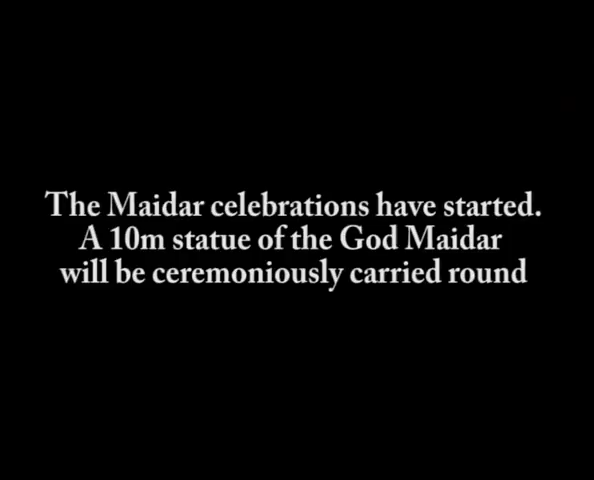 The Maidar celebrations have started.
A 10m statue of the God Maidar
will be ceremoniously carried round